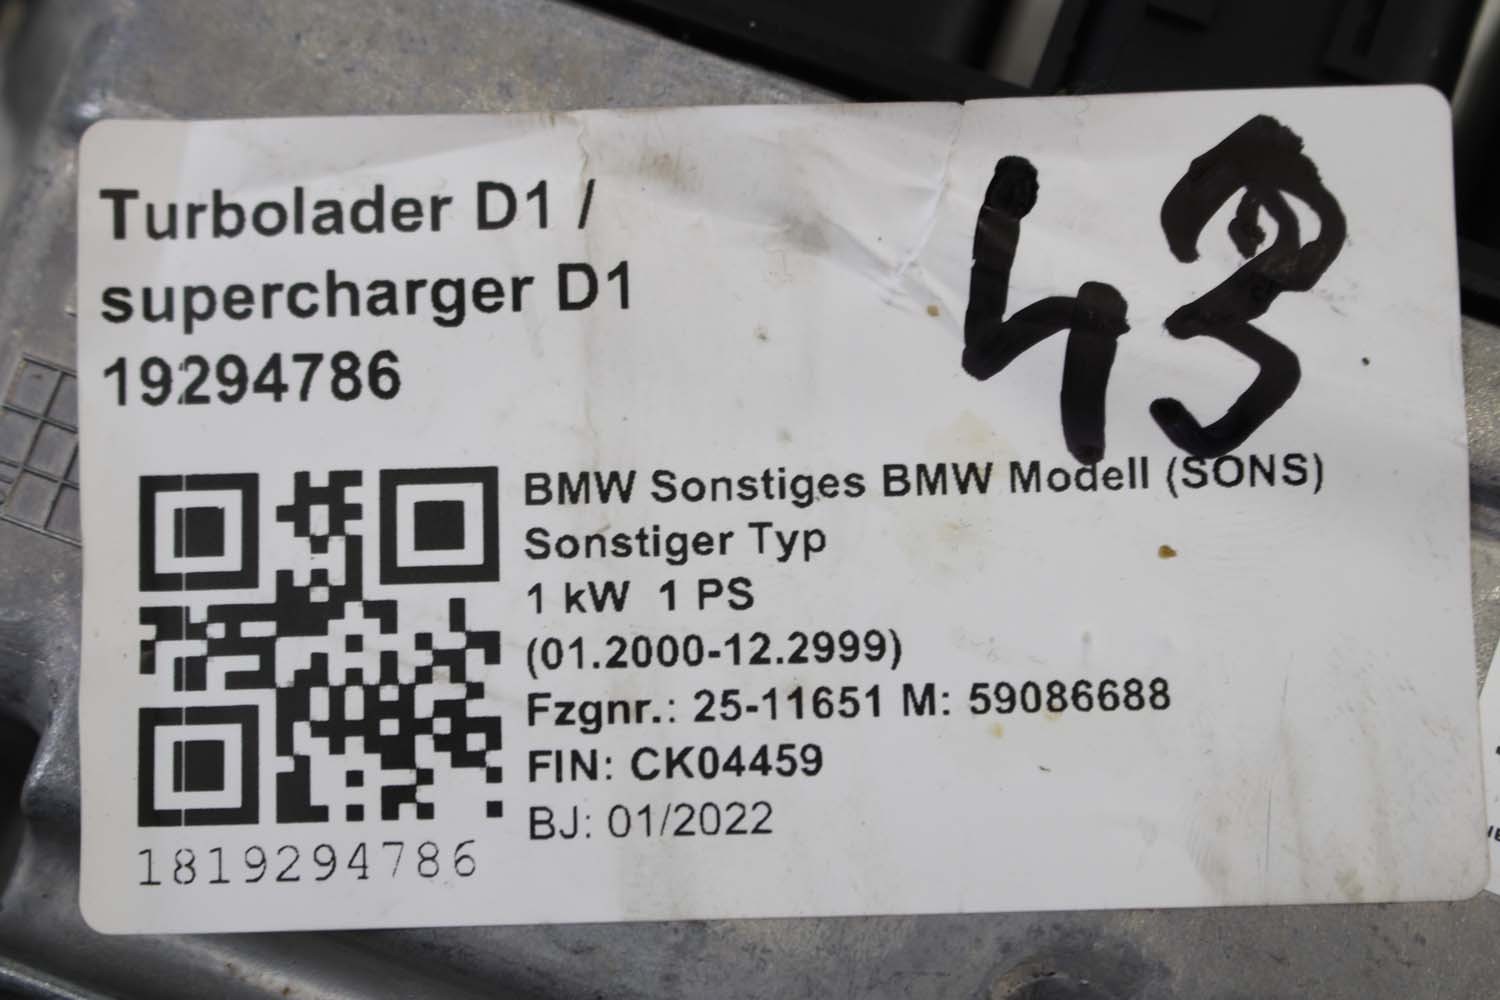 Turbolader D1 /
supercharger D1
19294786
43
BMW Sonstiges BMW Modell (SONS)
Sonstiger Typ
1 kW 1 PS
(01.2000-12.2999)
Fzgnr.: 25-11651 M: 59086688
FIN: CK04459
BJ: 01/2022
1819294786